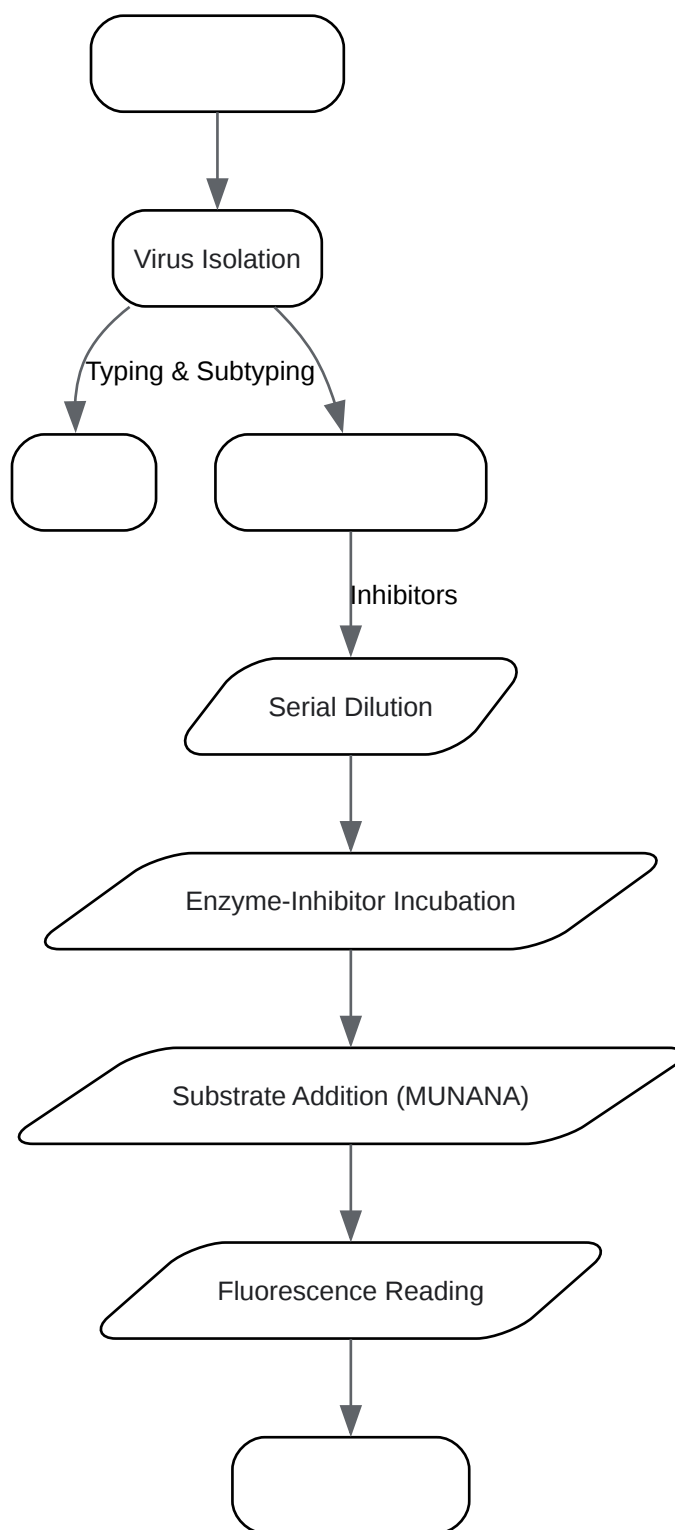 Virus Isolation
Typing & Subtyping
Inhibitors
Serial Dilution
Enzyme-Inhibitor Incubation
Substrate Addition (MUNANA)
Fluorescence Reading